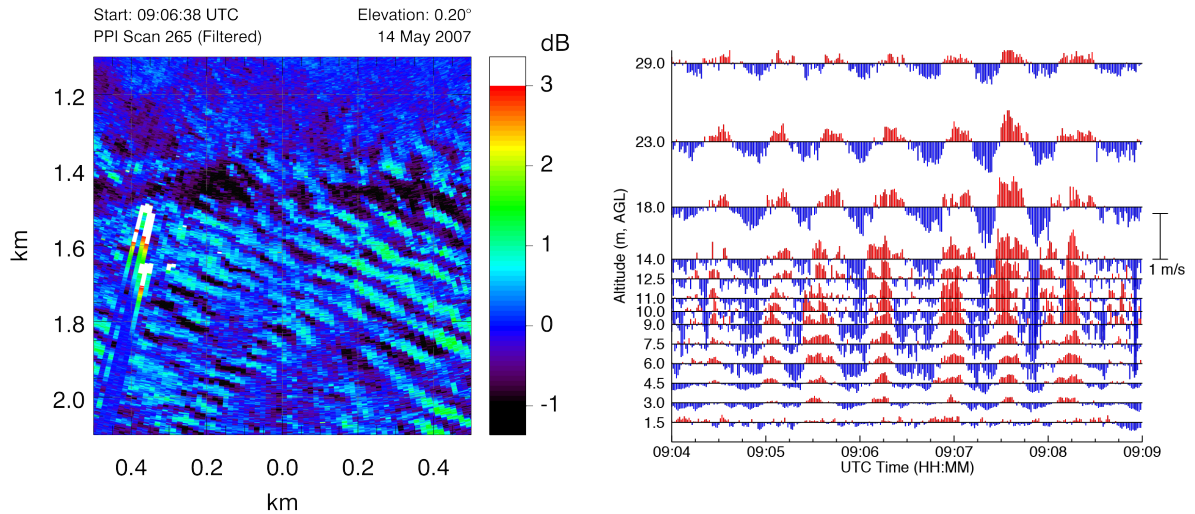 Start: 09:06:38 UTC Elevation: 0.20°
PPI Scan 265 (Filtered) 14 May 2007
dB
3
2
1
0
-1
km
1.2
1.4
1.6
1.8
2.0
0.4 0.2 0.0 0.2 0.4
km
Altitude (m, AGL)
29.0
23.0
18.0
14.0
12.5
11.0
10.0
9.0
7.5
6.0
4.5
3.0
1.5
1 m/s
09:04 09:05 09:06 09:07 09:08 09:09
UTC Time (HH:MM)